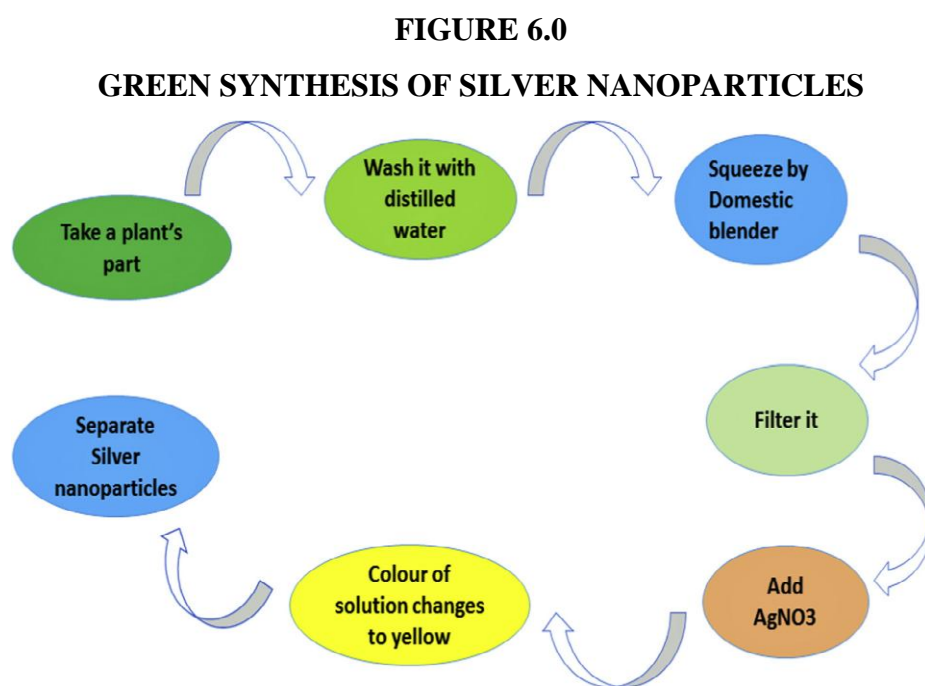 FIGURE 6.0
GREEN SYNTHESIS OF SILVER NANOPARTICLES
Take a plant's
part
Wash it with
distilled
water
Squeeze by
Domestic
blender
Filter it
Add
AgNO3
Colour of
solution changes
to yellow
Separate
Silver
nanoparticles